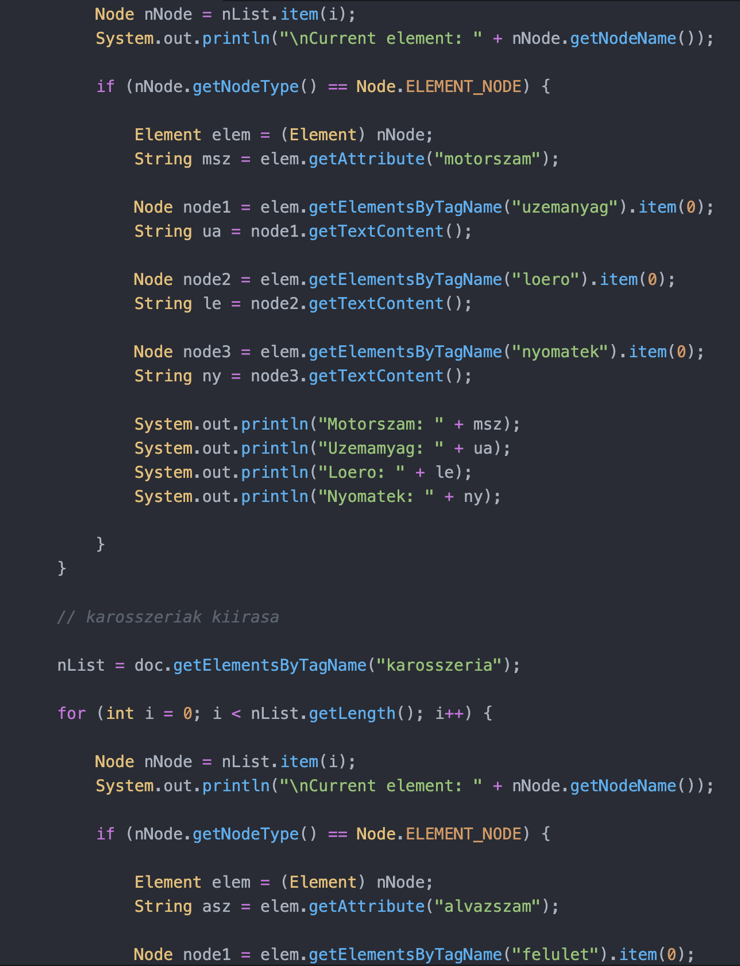 Node nNode = nList.item(i);
System.out.println("\nCurrent element: " + nNode.getNodeName());
if (nNode.getNodeType() == Node.ELEMENT_NODE) {
Element elem = (Element) nNode;
String msz = elem.getAttribute("motorszam");
Node node1 = elem.getElementsByTagName("uzemanyag").item(0);
String ua = node1.getTextContent();
Node node2 = elem.getElementsByTagName("loero").item(0);
String le = node2.getTextContent();
Node node3 = elem.getElementsByTagName("nyomatek").item(0);
String ny = node3.getTextContent();
System.out.println("Motorszam: " + msz);
System.out.println("Uzemamyag: " + ua);
System.out.println("Loero: " + le);
System.out.println("Nyomatek: " + ny);
}
}
// karosszeriak kiirasa
nList = doc.getElementsByTagName("karosszeria");
for (int i = 0; i < nList.getLength(); i++) {
Node nNode = nList.item(i);
System.out.println("\nCurrent element: " + nNode.getNodeName());
if (nNode.getNodeType() == Node.ELEMENT_NODE) {
Element elem = (Element) nNode;
String asz = elem.getAttribute("alvazszam");
Node node1 = elem.getElementsByTagName("felulet").item(0);